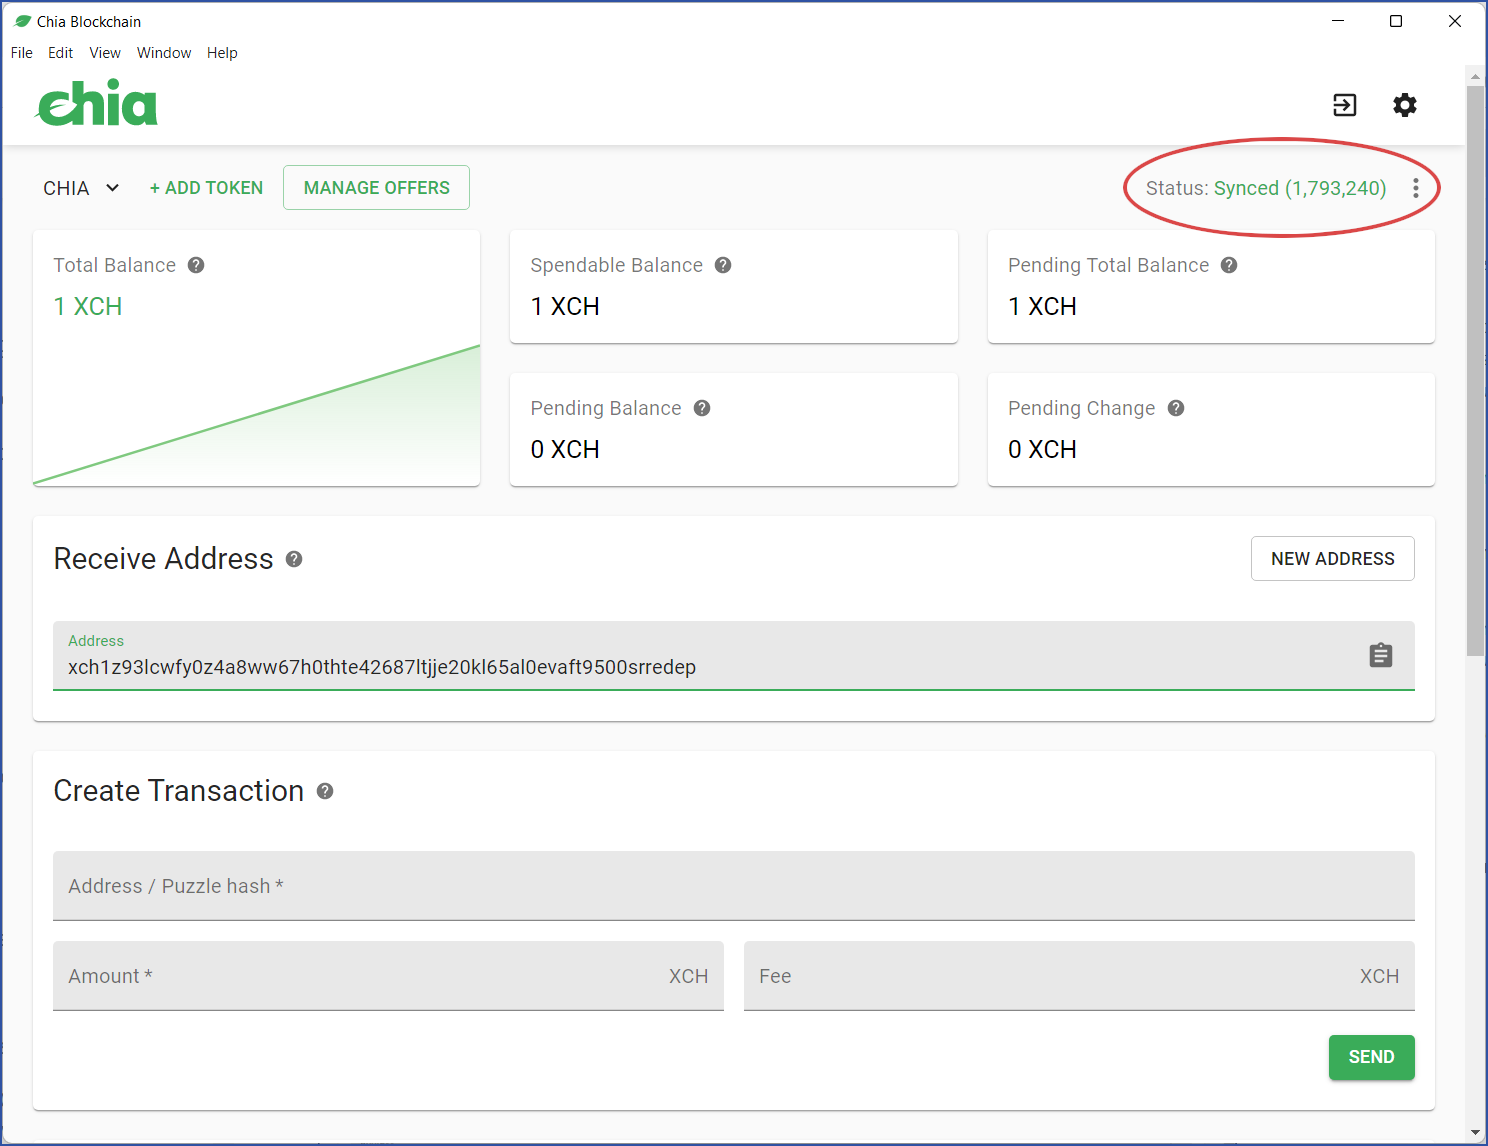 Chia Blockchain
File Edit View Window Help
chia
CHIA + ADD TOKEN MANAGE OFFERS Status: Synced (1,793,240)
Total Balance
1 XCH
Spendable Balance
1 XCH
Pending Total Balance
1 XCH
Pending Balance
0 XCH
Pending Change
0 XCH
Receive Address
NEW ADDRESS
Address
xch1z93lcwfy0z4a8ww67h0thte42687ltjje20kl65al0evaft9500srredep
Create Transaction
Address / Puzzle hash *
Amount * XCH
Fee XCH
SEND